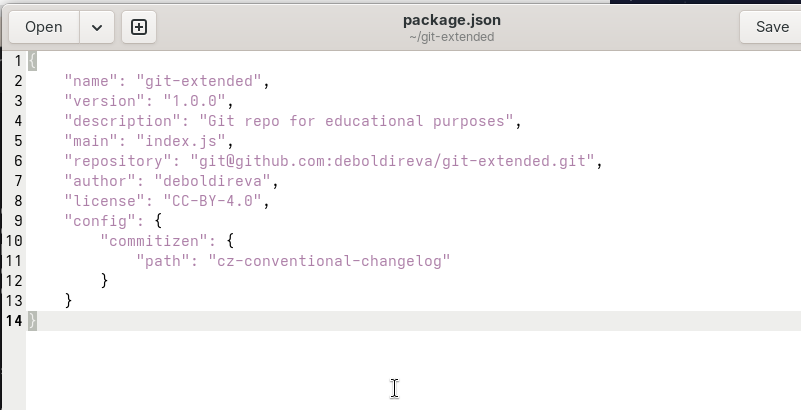 Open
package.json
~/git-extended
Save
1 {
2     "name": "git-extended",
3     "version": "1.0.0",
4     "description": "Git repo for educational purposes",
5     "main": "index.js",
6     "repository": "git@github.com:deboldireva/git-extended.git",
7     "author": "deboldireva",
8     "license": "CC-BY-4.0",
9     "config": {
10         "commitizen": {
11             "path": "cz-conventional-changelog"
12         }
13     }
14 }